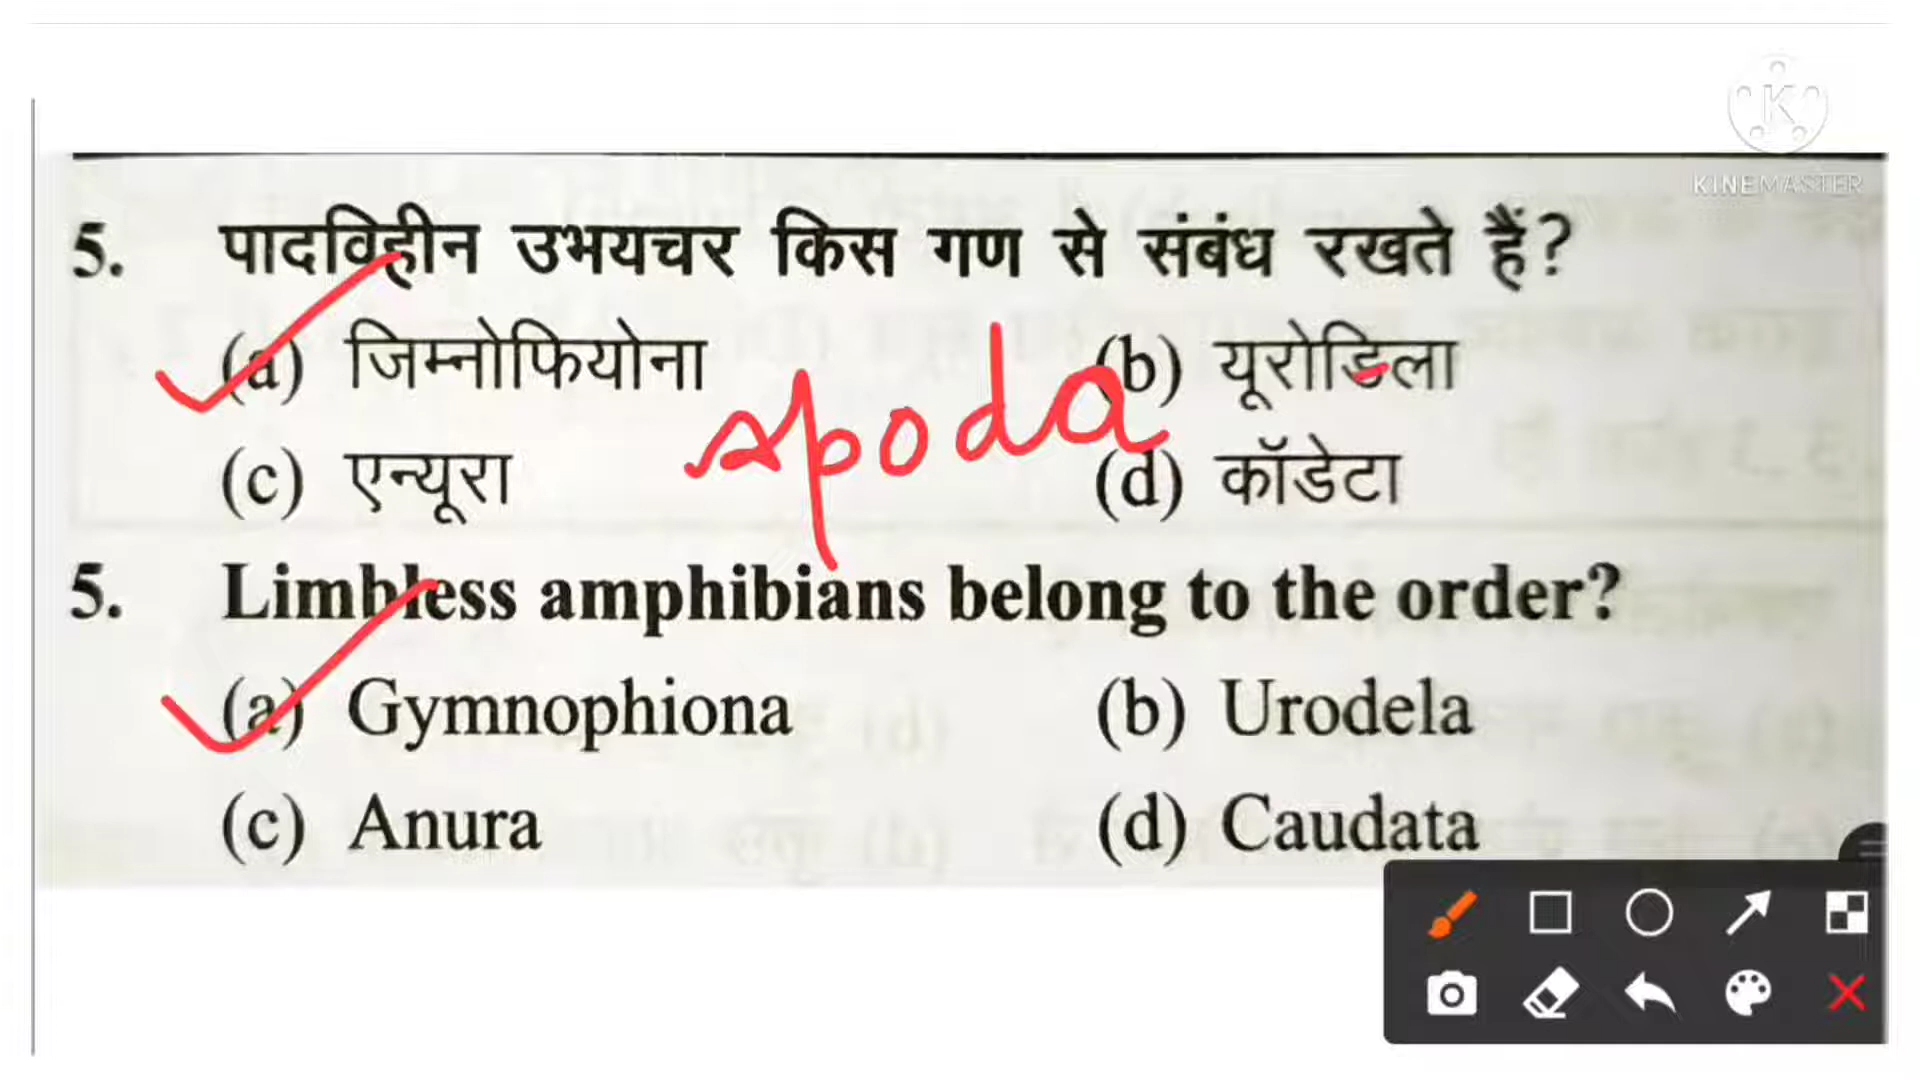 KINEMASTER
5. पादविहीन उभयचर किस गण से संबंध रखते हैं?
(a) जिम्नोफियोना (b) यूरोडिला
apoda
(c) एन्यूरा (d) कॉडेटा
5. Limbless amphibians belong to the order?
(a) Gymnophiona (b) Urodela
(c) Anura (d) Caudata